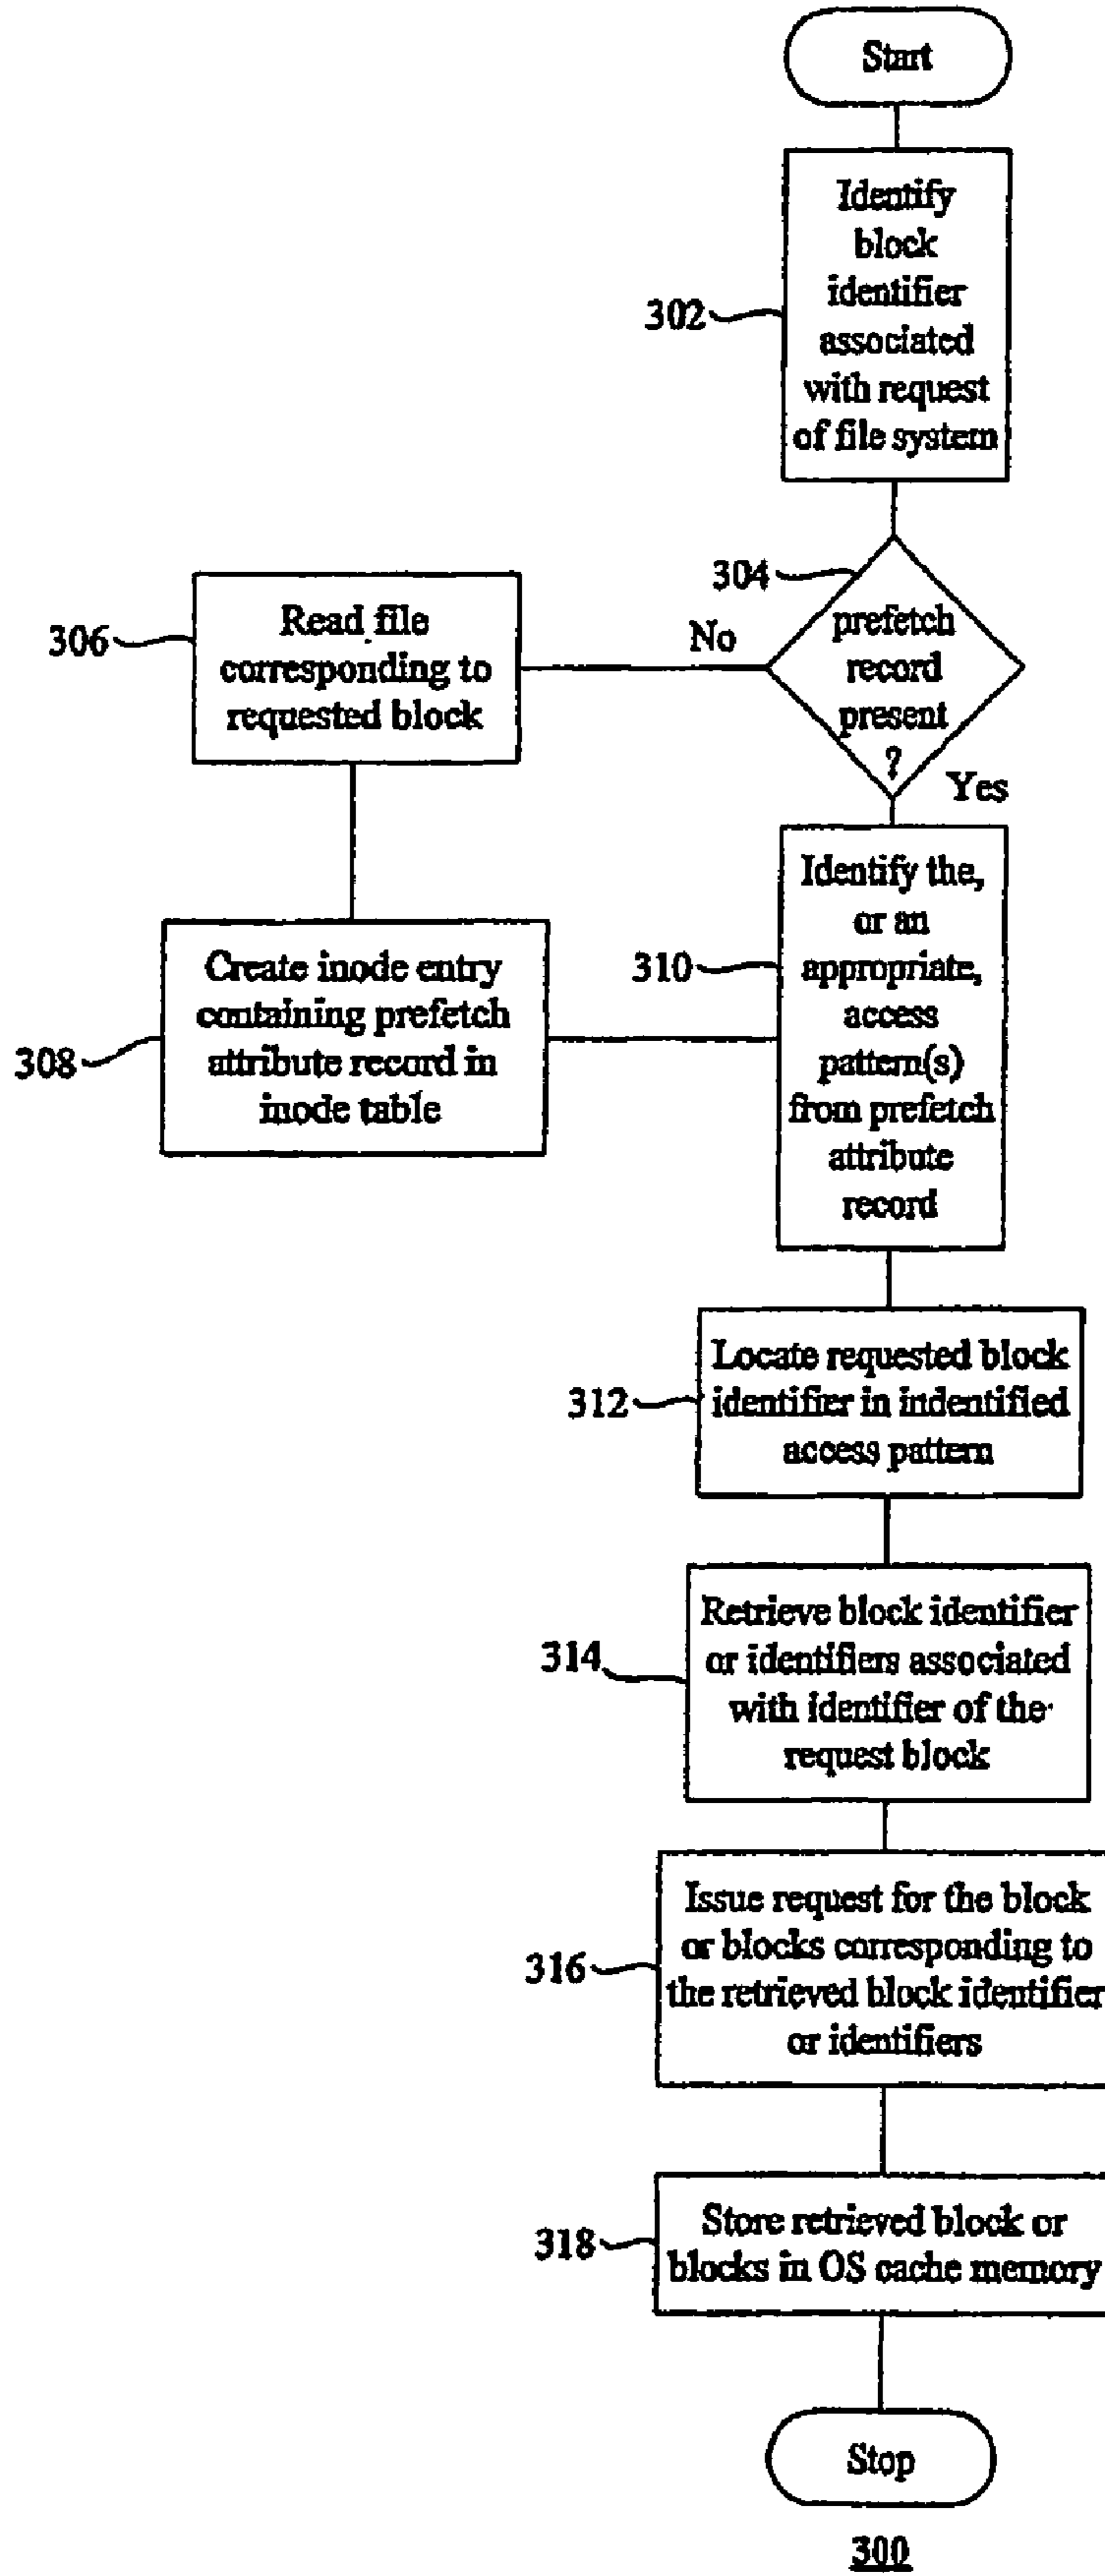 Start
Identify
block
identifier
associated
with request
of file system
302
304
prefetch
record
present
?
No
Yes
306
Read file
corresponding to
requested block
308
Create inode entry
containing prefetch
attribute record in
inode table
310
Identify the,
or an
appropriate,
access
pattern(s)
from prefetch
attribute
record
312
Locate requested block
identifier in indentified
access pattern
314
Retrieve block identifier
or identifiers associated
with identifier of the
request block
316
Issue request for the block
or blocks corresponding to
the retrieved block identifier
or identifiers
318
Store retrieved block or
blocks in OS cache memory
Stop
300